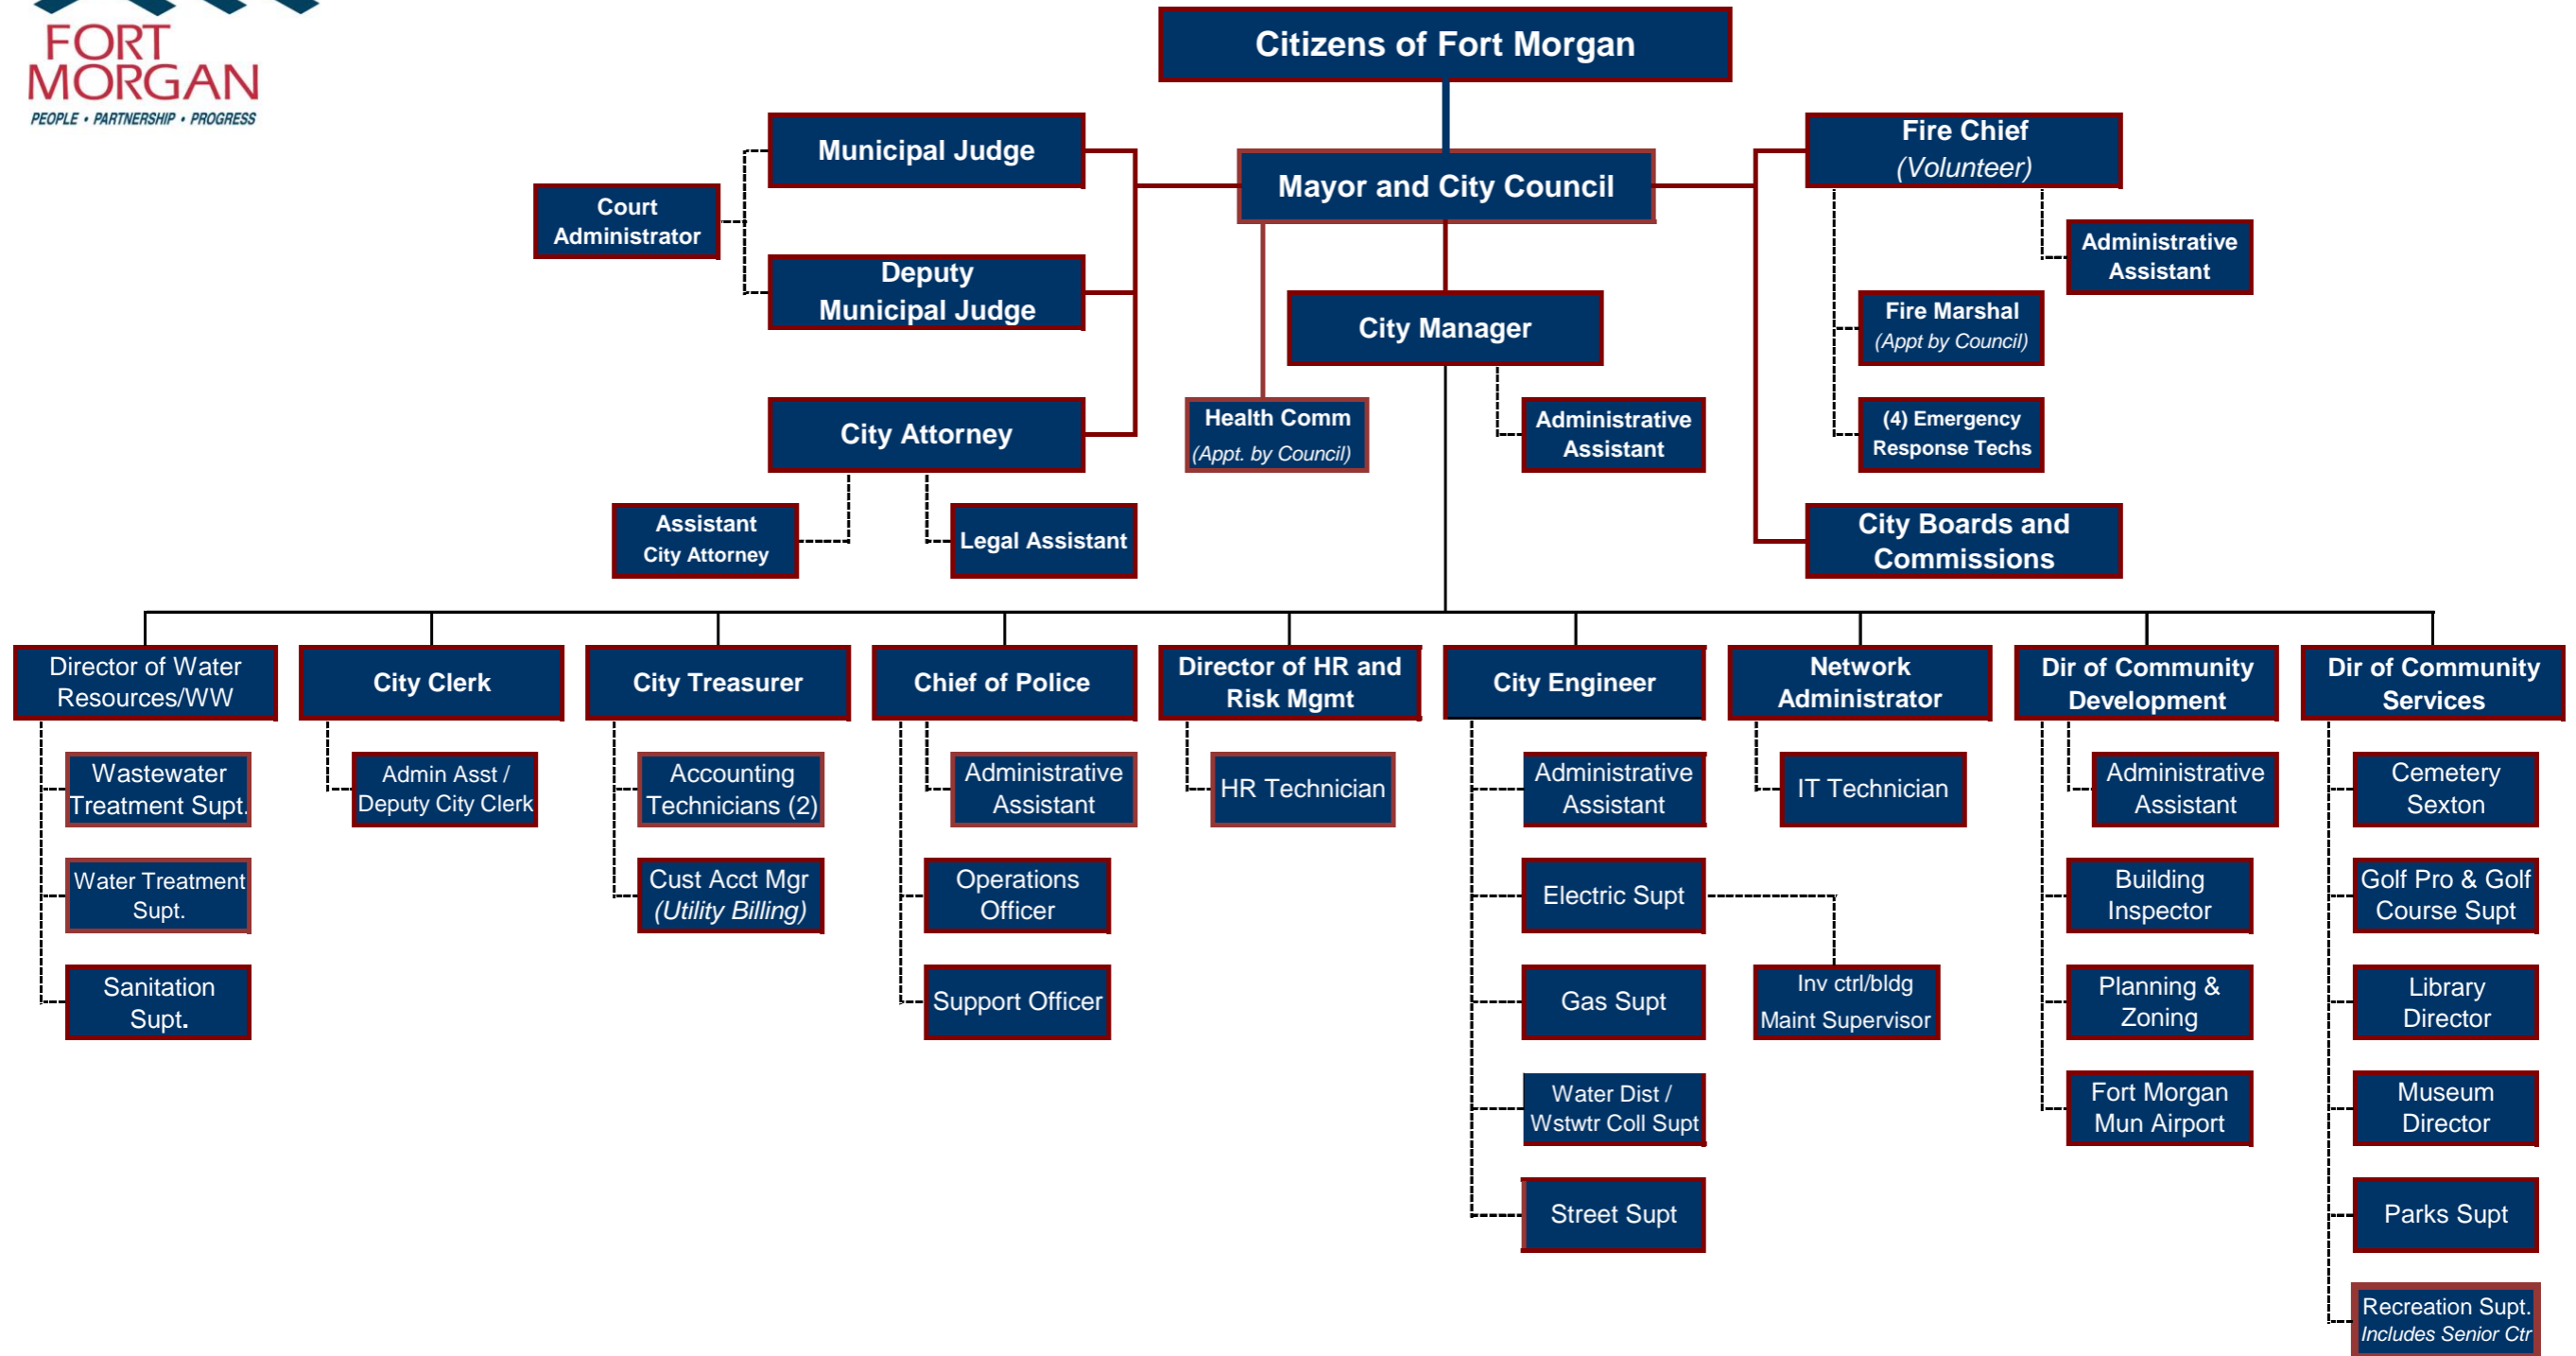 FORT
MORGAN
PEOPLE • PARTNERSHIP • PROGRESS
Citizens of Fort Morgan
Municipal Judge
Mayor and City Council
Fire Chief
(Volunteer)
Court
Administrator
Administrative
Assistant
Deputy
Municipal Judge
City Manager
Fire Marshal
(Appt by Council)
City Attorney
Health Comm
(Appt. by Council)
Administrative
Assistant
(4) Emergency
Response Techs
Assistant
City Attorney
Legal Assistant
City Boards and
Commissions
Director of Water
Resources/WW
City Clerk
City Treasurer
Chief of Police
Director of HR and
Risk Mgmt
City Engineer
Network
Administrator
Dir of Community
Development
Dir of Community
Services
Wastewater
Treatment Supt.
Admin Asst /
Deputy City Clerk
Accounting
Technicians (2)
Administrative
Assistant
HR Technician
Administrative
Assistant
IT Technician
Administrative
Assistant
Cemetery
Sexton
Water Treatment
Supt.
Cust Acct Mgr
(Utility Billing)
Operations
Officer
Electric Supt
Building
Inspector
Golf Pro & Golf
Course Supt
Sanitation
Supt.
Support Officer
Gas Supt
Inv ctrl/bldg
Maint Supervisor
Planning &
Zoning
Library
Director
Water Dist /
Wstwtr Coll Supt
Fort Morgan
Mun Airport
Museum
Director
Street Supt
Parks Supt
Recreation Supt.
Includes Senior Ctr